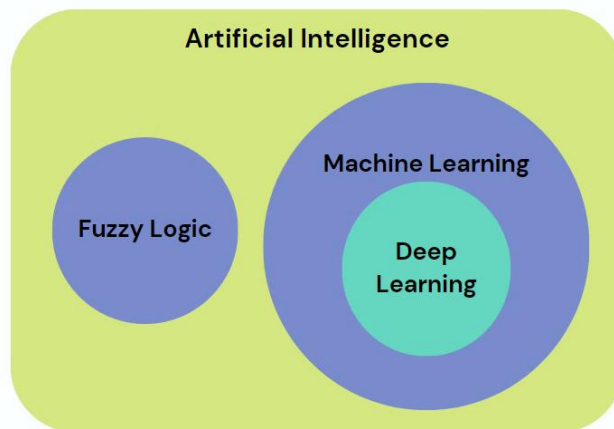 Artificial Intelligence
Machine Learning
Fuzzy Logic
Deep
Learning